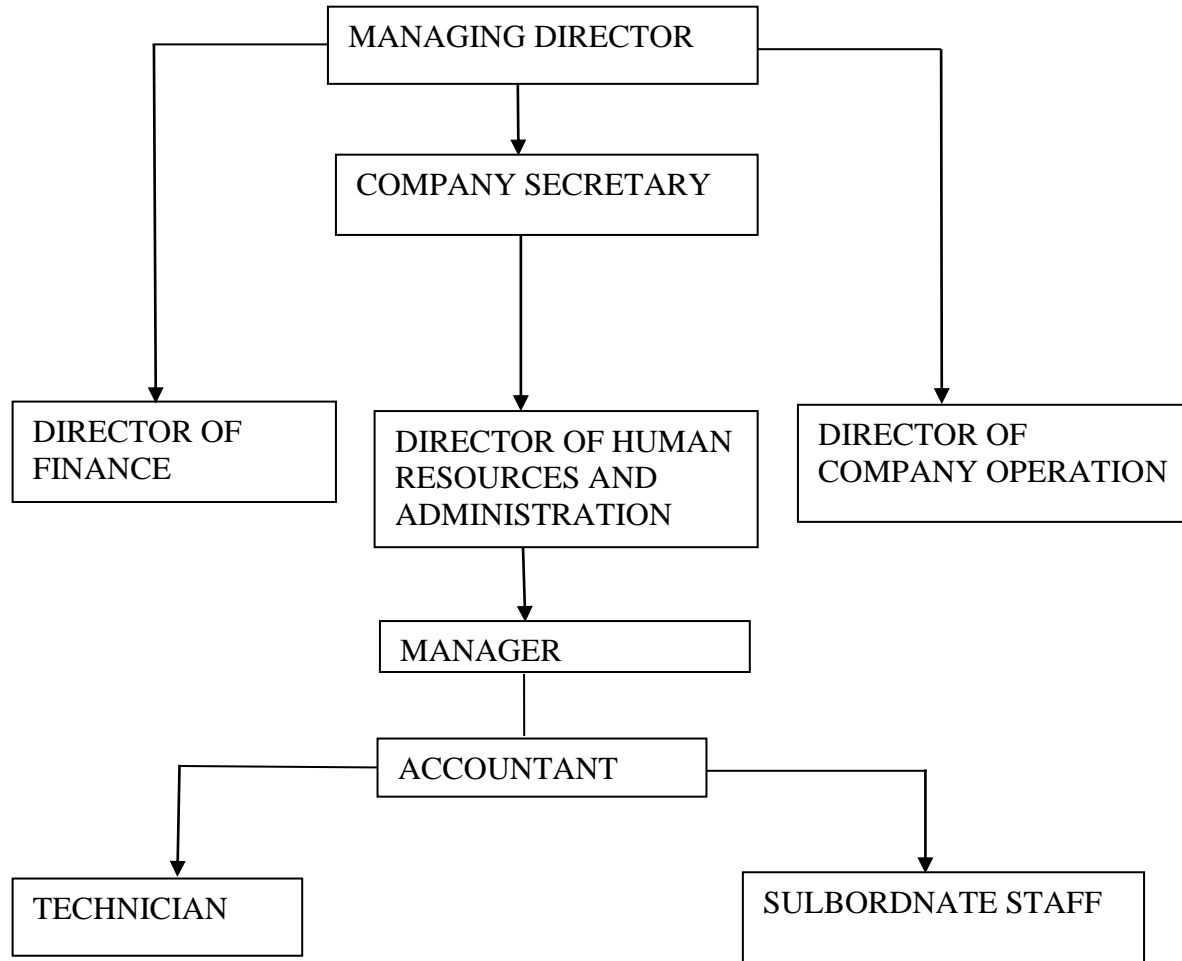 MANAGING DIRECTOR
COMPANY SECRETARY
DIRECTOR OF
FINANCE
DIRECTOR OF HUMAN
RESOURCES AND
ADMINISTRATION
DIRECTOR OF
COMPANY OPERATION
MANAGER
ACCOUNTANT
TECHNICIAN
SULBORDNATE STAFF